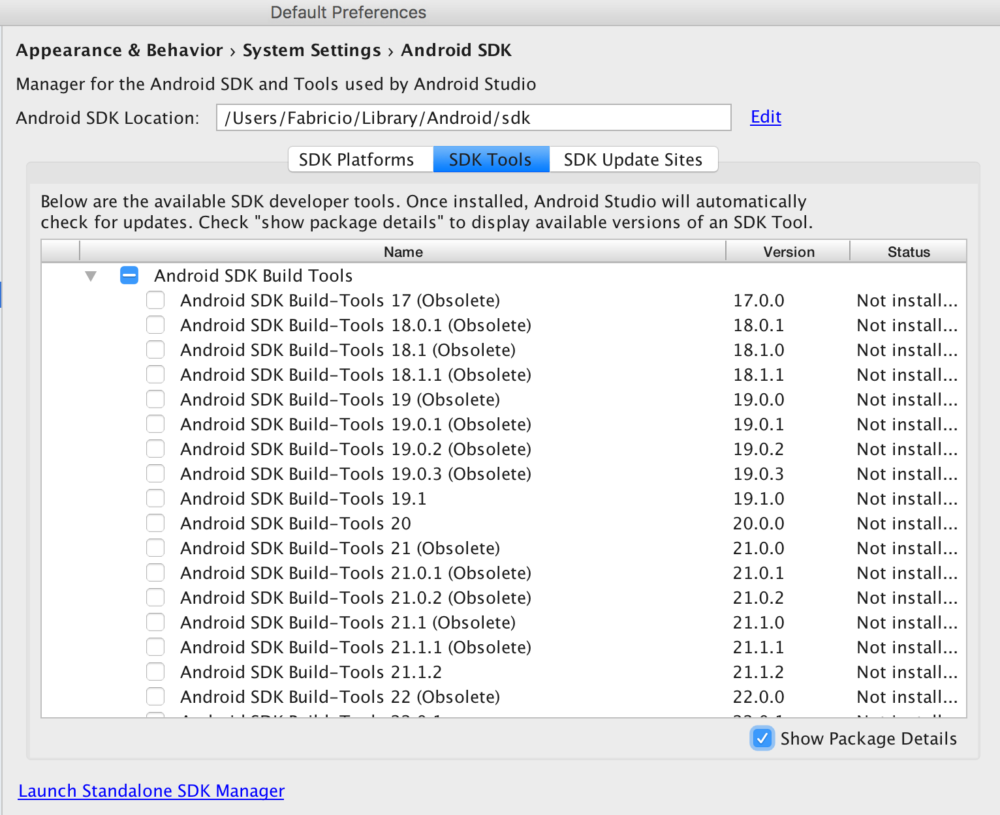 Default Preferences
Appearance & Behavior › System Settings › Android SDK
Manager for the Android SDK and Tools used by Android Studio
Android SDK Location: /Users/Fabricio/Library/Android/sdk Edit
SDK Platforms SDK Tools SDK Update Sites
Below are the available SDK developer tools. Once installed, Android Studio will automatically
check for updates. Check "show package details" to display available versions of an SDK Tool.
Name Version Status
Android SDK Build Tools
Android SDK Build-Tools 17 (Obsolete) 17.0.0 Not install...
Android SDK Build-Tools 18.0.1 (Obsolete) 18.0.1 Not install...
Android SDK Build-Tools 18.1 (Obsolete) 18.1.0 Not install...
Android SDK Build-Tools 18.1.1 (Obsolete) 18.1.1 Not install...
Android SDK Build-Tools 19 (Obsolete) 19.0.0 Not install...
Android SDK Build-Tools 19.0.1 (Obsolete) 19.0.1 Not install...
Android SDK Build-Tools 19.0.2 (Obsolete) 19.0.2 Not install...
Android SDK Build-Tools 19.0.3 (Obsolete) 19.0.3 Not install...
Android SDK Build-Tools 19.1 19.1.0 Not install...
Android SDK Build-Tools 20 20.0.0 Not install...
Android SDK Build-Tools 21 (Obsolete) 21.0.0 Not install...
Android SDK Build-Tools 21.0.1 (Obsolete) 21.0.1 Not install...
Android SDK Build-Tools 21.0.2 (Obsolete) 21.0.2 Not install...
Android SDK Build-Tools 21.1 (Obsolete) 21.1.0 Not install...
Android SDK Build-Tools 21.1.1 (Obsolete) 21.1.1 Not install...
Android SDK Build-Tools 21.1.2 21.1.2 Not install...
Android SDK Build-Tools 22 (Obsolete) 22.0.0 Not install...
Show Package Details
Launch Standalone SDK Manager